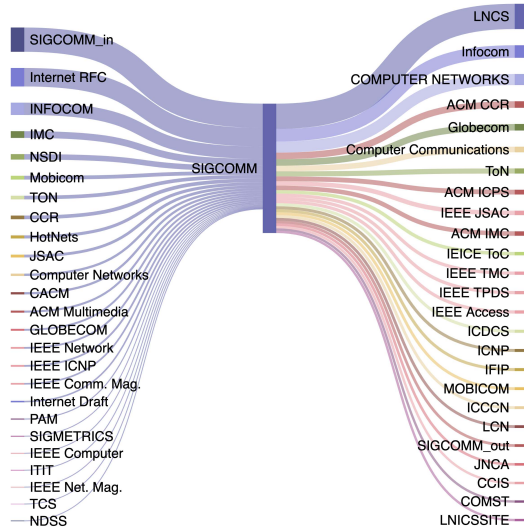 SIGCOMM_in
Internet RFC
INFOCOM
IMC
NSDI
Mobicom
TON
CCR
HotNets
JSAC
Computer Networks
CACM
ACM Multimedia
GLOBECOM
IEEE Network
IEEE ICNP
IEEE Comm. Mag.
Internet Draft
PAM
SIGMETRICS
IEEE Computer
ITIT
IEEE Net. Mag.
TCS
NDSS
SIGCOMM
LNCS
Infocom
COMPUTER NETWORKS
ACM CCR
Globecom
Computer Communications
ToN
ACM ICPS
IEEE JSAC
ACM IMC
IEICE ToC
IEEE TMC
IEEE TPDS
IEEE Access
ICDCS
ICNP
IFIP
MOBICOM
ICCCN
LCN
SIGCOMM_out
JNCA
CCIS
COMST
LNICSSITE